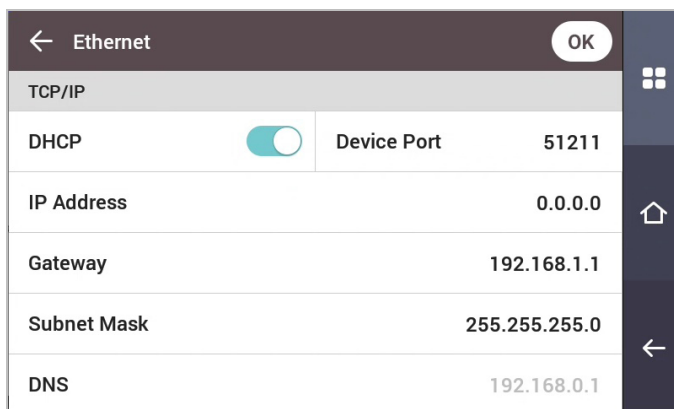 Ethernet OK
TCP/IP
DHCP Device Port 51211
IP Address 0.0.0.0
Gateway 192.168.1.1
Subnet Mask 255.255.255.0
DNS 192.168.0.1